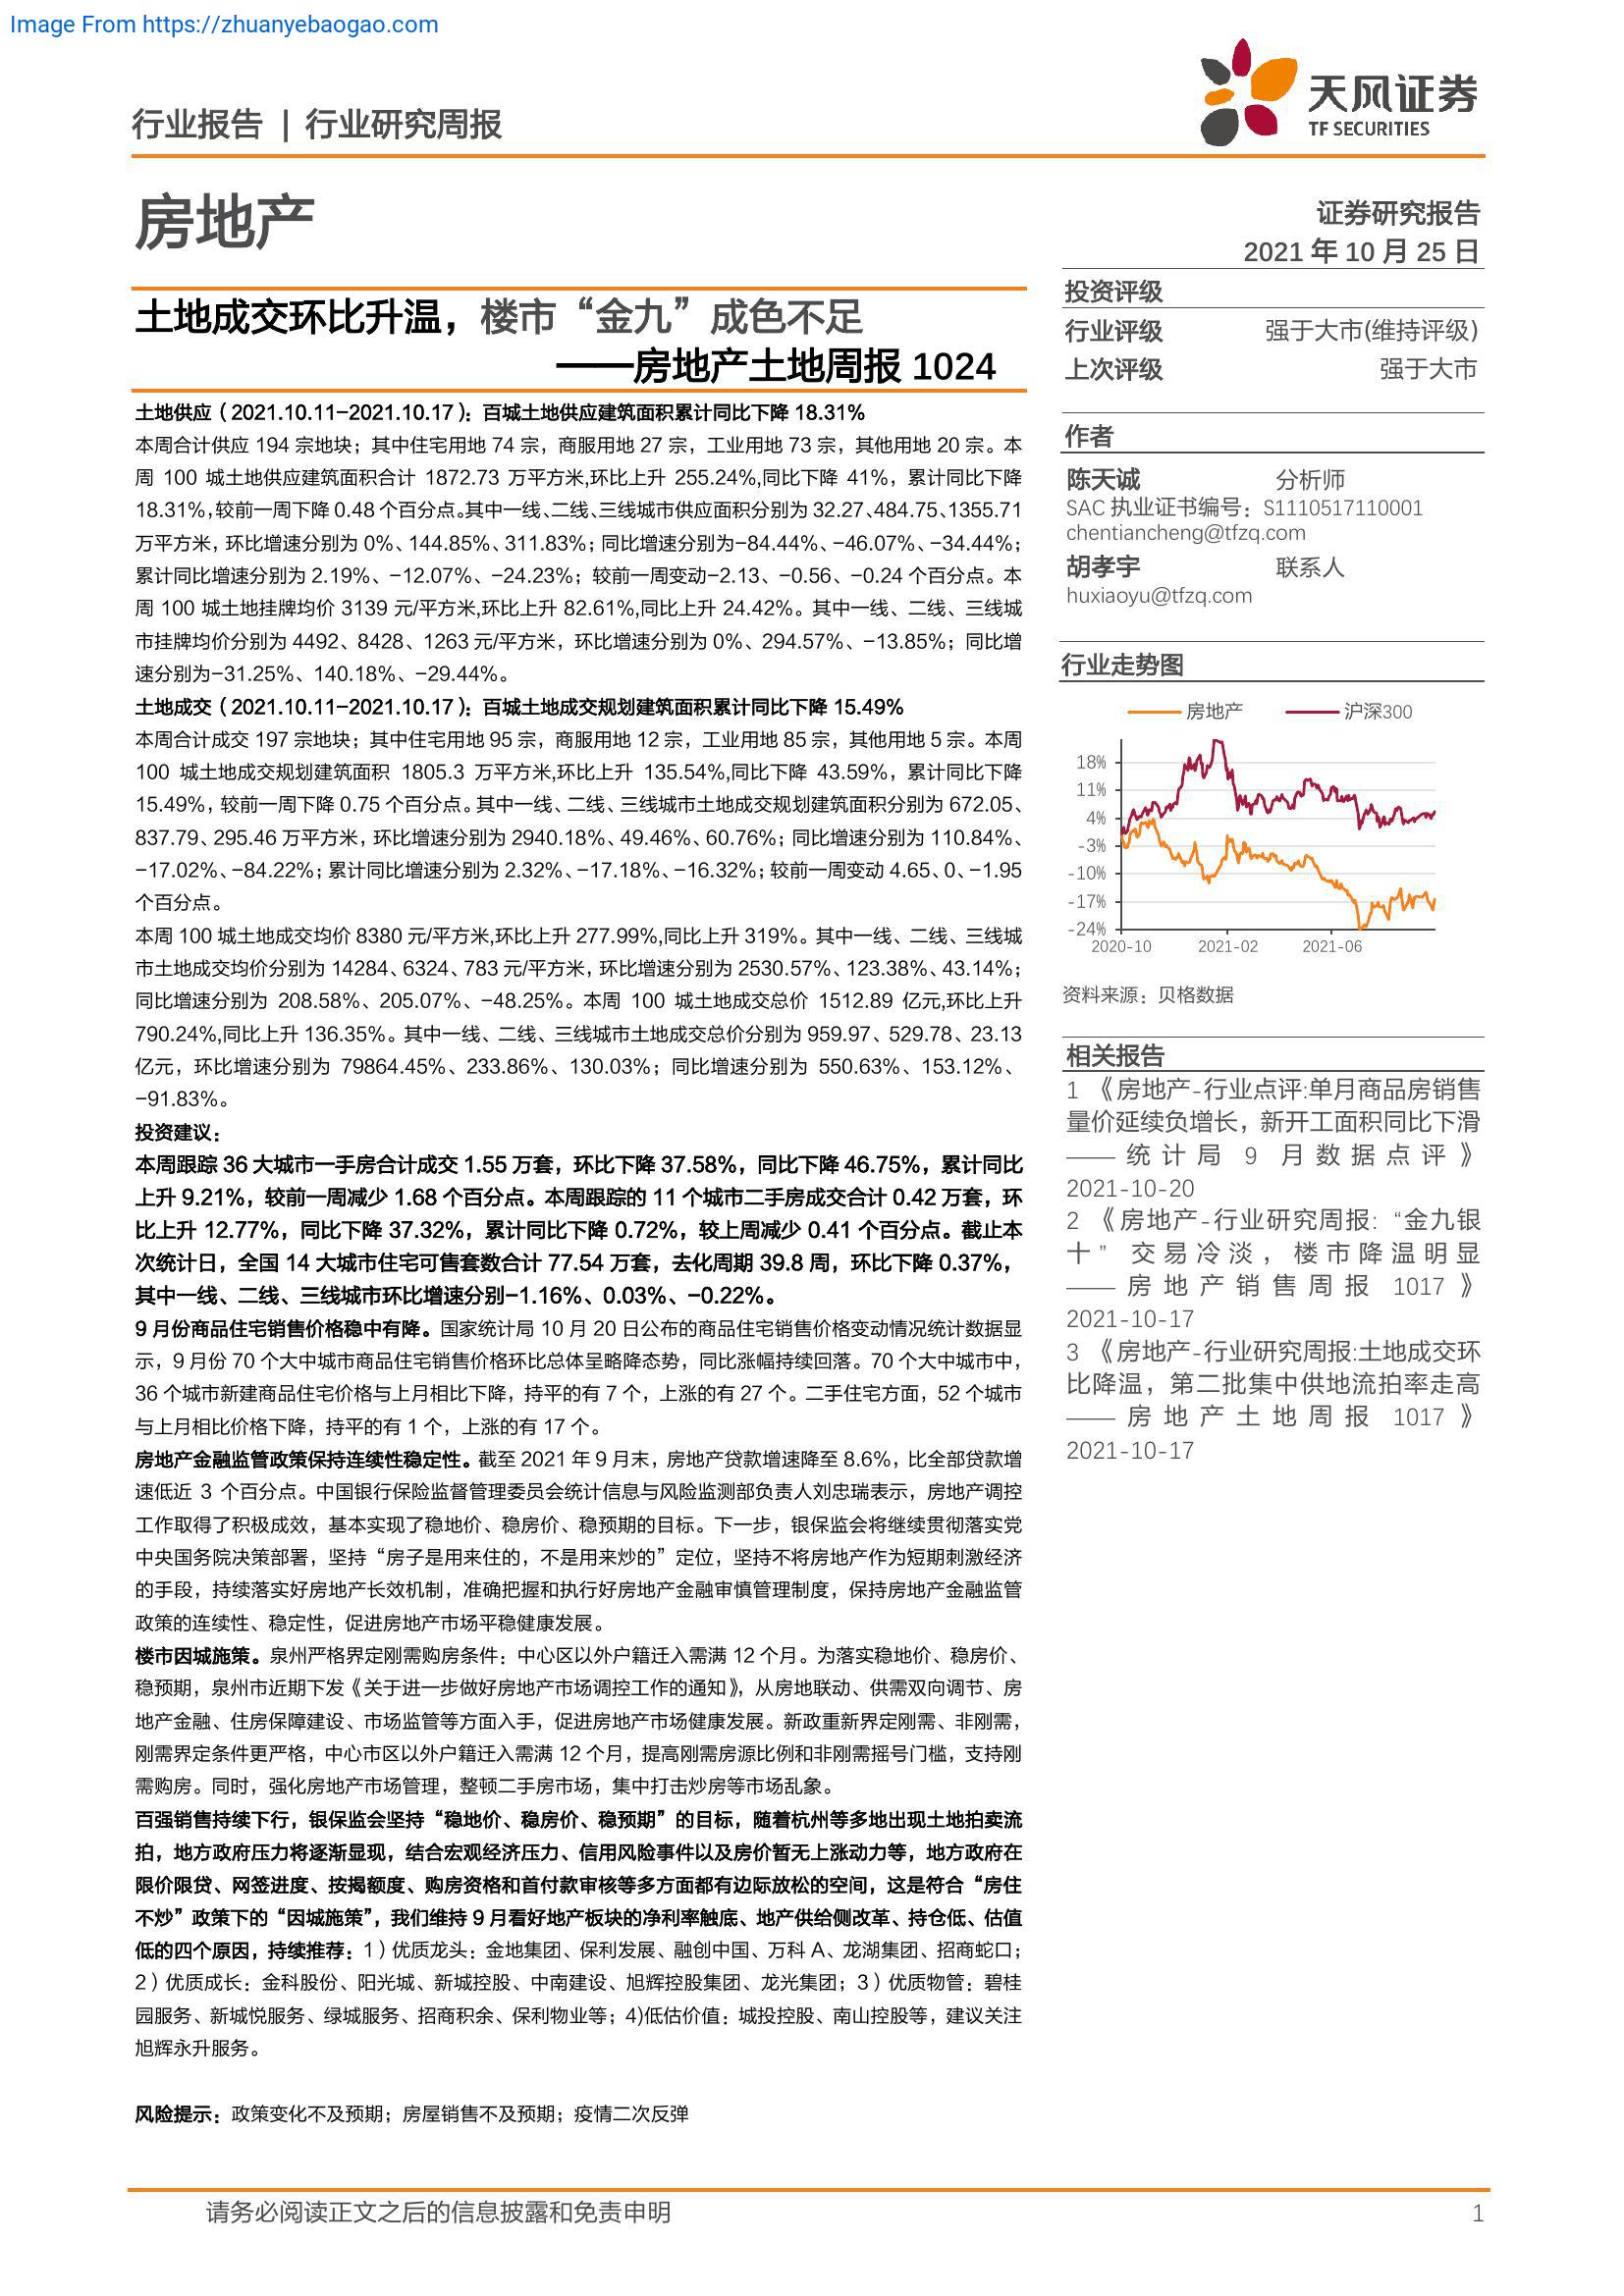 Image From https://zhuanyebaogao.com
行业报告 | 行业研究周报
天风证券
TF SECURITIES
房地产
证券研究报告
2021 年 10 月 25 日
土地成交环比升温，楼市“金九”成色不足
——房地产土地周报 1024
土地供应（2021.10.11-2021.10.17）：百城土地供应建筑面积累计同比下降 18.31%
本周合计供应 194 宗地块；其中住宅用地 74 宗，商服用地 27 宗，工业用地 73 宗，其他用地 20 宗。本
周 100 城土地供应建筑面积合计 1872.73 万平方米,环比上升 255.24%,同比下降 41%，累计同比下降
18.31%，较前一周下降 0.48 个百分点。其中一线、二线、三线城市供应面积分别为 32.27、484.75、1355.71
万平方米，环比增速分别为 0%、144.85%、311.83%；同比增速分别为-84.44%、-46.07%、-34.44%；
累计同比增速分别为 2.19%、-12.07%、-24.23%；较前一周变动-2.13、-0.56、-0.24 个百分点。本
周 100 城土地挂牌均价 3139 元/平方米,环比上升 82.61%,同比上升 24.42%。其中一线、二线、三线城
市挂牌均价分别为 4492、8428、1263 元/平方米，环比增速分别为 0%、294.57%、-13.85%；同比增
速分别为-31.25%、140.18%、-29.44%。
土地成交（2021.10.11-2021.10.17）：百城土地成交规划建筑面积累计同比下降 15.49%
本周合计成交 197 宗地块；其中住宅用地 95 宗，商服用地 12 宗，工业用地 85 宗，其他用地 5 宗。本周
100 城土地成交规划建筑面积 1805.3 万平方米,环比上升 135.54%,同比下降 43.59%，累计同比下降
15.49%，较前一周下降 0.75 个百分点。其中一线、二线、三线城市土地成交规划建筑面积分别为 672.05、
837.79、295.46 万平方米，环比增速分别为 2940.18%、49.46%、60.76%；同比增速分别为 110.84%、
-17.02%、-84.22%；累计同比增速分别为 2.32%、-17.18%、-16.32%；较前一周变动 4.65、0、-1.95
个百分点。
本周 100 城土地成交均价 8380 元/平方米,环比上升 277.99%,同比上升 319%。其中一线、二线、三线城
市土地成交均价分别为 14284、6324、783 元/平方米，环比增速分别为 2530.57%、123.38%、43.14%；
同比增速分别为 208.58%、205.07%、-48.25%。本周 100 城土地成交总价 1512.89 亿元,环比上升
790.24%,同比上升 136.35%。其中一线、二线、三线城市土地成交总价分别为 959.97、529.78、23.13
亿元，环比增速分别为 79864.45%、233.86%、130.03%；同比增速分别为 550.63%、153.12%、
-91.83%。
投资建议：
本周跟踪 36 大城市一手房合计成交 1.55 万套，环比下降 37.58%，同比下降 46.75%，累计同比
上升 9.21%，较前一周减少 1.68 个百分点。本周跟踪的 11 个城市二手房成交合计 0.42 万套，环
比上升 12.77%，同比下降 37.32%，累计同比下降 0.72%，较上周减少 0.41 个百分点。截止本
次统计日，全国 14 大城市住宅可售套数合计 77.54 万套，去化周期 39.8 周，环比下降 0.37%，
其中一线、二线、三线城市环比增速分别-1.16%、0.03%、-0.22%。
9 月份商品住宅销售价格稳中有降。国家统计局 10 月 20 日公布的商品住宅销售价格变动情况统计数据显
示，9 月份 70 个大中城市商品住宅销售价格环比总体呈略降态势，同比涨幅持续回落。70 个大中城市中，
36 个城市新建商品住宅价格与上月相比下降，持平的有 7 个，上涨的有 27 个。二手住宅方面，52 个城市
与上月相比价格下降，持平的有 1 个，上涨的有 17 个。
房地产金融监管政策保持连续性稳定性。截至 2021 年 9 月末，房地产贷款增速降至 8.6%，比全部贷款增
速低近 3 个百分点。中国银行保险监督管理委员会统计信息与风险监测部负责人刘忠瑞表示，房地产调控
工作取得了积极成效，基本实现了稳地价、稳房价、稳预期的目标。下一步，银保监会将继续贯彻落实党
中央国务院决策部署，坚持“房子是用来住的，不是用来炒的”定位，坚持不将房地产作为短期刺激经济
的手段，持续落实好房地产长效机制，准确把握和执行好房地产金融审慎管理制度，保持房地产金融监管
政策的连续性、稳定性，促进房地产市场平稳健康发展。
楼市因城施策。泉州严格界定刚需购房条件：中心区以外户籍迁入需满 12 个月。为落实稳地价、稳房价、
稳预期，泉州市近期下发《关于进一步做好房地产市场调控工作的通知》，从房地联动、供需双向调节、房
地产金融、住房保障建设、市场监管等方面入手，促进房地产市场健康发展。新政重新界定刚需、非刚需，
刚需界定条件更严格，中心市区以外户籍迁入需满 12 个月，提高刚需房源比例和非刚需摇号门槛，支持刚
需购房。同时，强化房地产市场管理，整顿二手房市场，集中打击炒房等市场乱象。
百强销售持续下行，银保监会坚持“稳地价、稳房价、稳预期”的目标，随着杭州等多地出现土地拍卖流
拍，地方政府压力将逐渐显现，结合宏观经济压力、信用风险事件以及房价暂无上涨动力等，地方政府在
限价限贷、网签进度、按揭额度、购房资格和首付款审核等多方面都有边际放松的空间，这是符合“房住
不炒”政策下的“因城施策”，我们维持 9 月看好地产板块的净利率触底、地产供给侧改革、持仓低、估值
低的四个原因，持续推荐：1）优质龙头：金地集团、保利发展、融创中国、万科 A、龙湖集团、招商蛇口；
2）优质成长：金科股份、阳光城、新城控股、中南建设、旭辉控股集团、龙光集团；3）优质物管：碧桂
园服务、新城悦服务、绿城服务、招商积余、保利物业等；4)低估价值：城投控股、南山控股等，建议关注
旭辉永升服务。
风险提示：政策变化不及预期；房屋销售不及预期；疫情二次反弹
投资评级
行业评级 强于大市(维持评级)
上次评级 强于大市
作者
陈天诚 分析师
SAC 执业证书编号：S1110517110001
chentiancheng@tfzq.com
胡孝宇 联系人
huxiaoyu@tfzq.com
行业走势图
房地产 沪深300
18%
11%
4%
-3%
-10%
-17%
-24%
2020-10 2021-02 2021-06
资料来源：贝格数据
相关报告
1 《房地产-行业点评:单月商品房销售
量价延续负增长，新开工面积同比下滑
——统计局 9 月数据点评》
2021-10-20
2 《房地产-行业研究周报：“金九银
十” 交易冷淡，楼市降温明显
——房地产销售周报 1017》
2021-10-17
3 《房地产-行业研究周报:土地成交环
比降温，第二批集中供地流拍率走高
——房地产土地周报 1017》
2021-10-17
请务必阅读正文之后的信息披露和免责申明
1